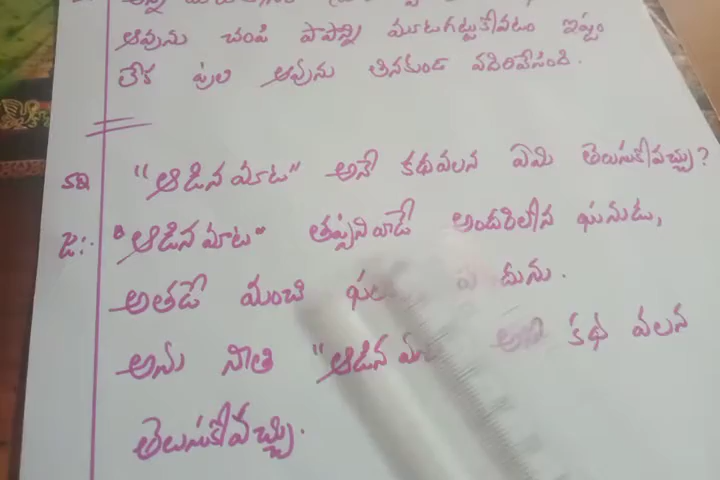 ఆవును చంపి పాపాన్ని మూటగట్టుకోవటం ఇష్టం
లేక పులి ఆవును తినకుండ వదిలివేసింది.
"ఆడిన మాట" అనే కథవలన ఏమి తెలుసుకోవచ్చు?
జ:- "ఆడిన మాట" తప్పనివాడే అందరిలోన ఘనుడు,
అతడే మంచి
అను నీతి "ఆడిన కథ వలన
తెలుసుకోవచ్చు.